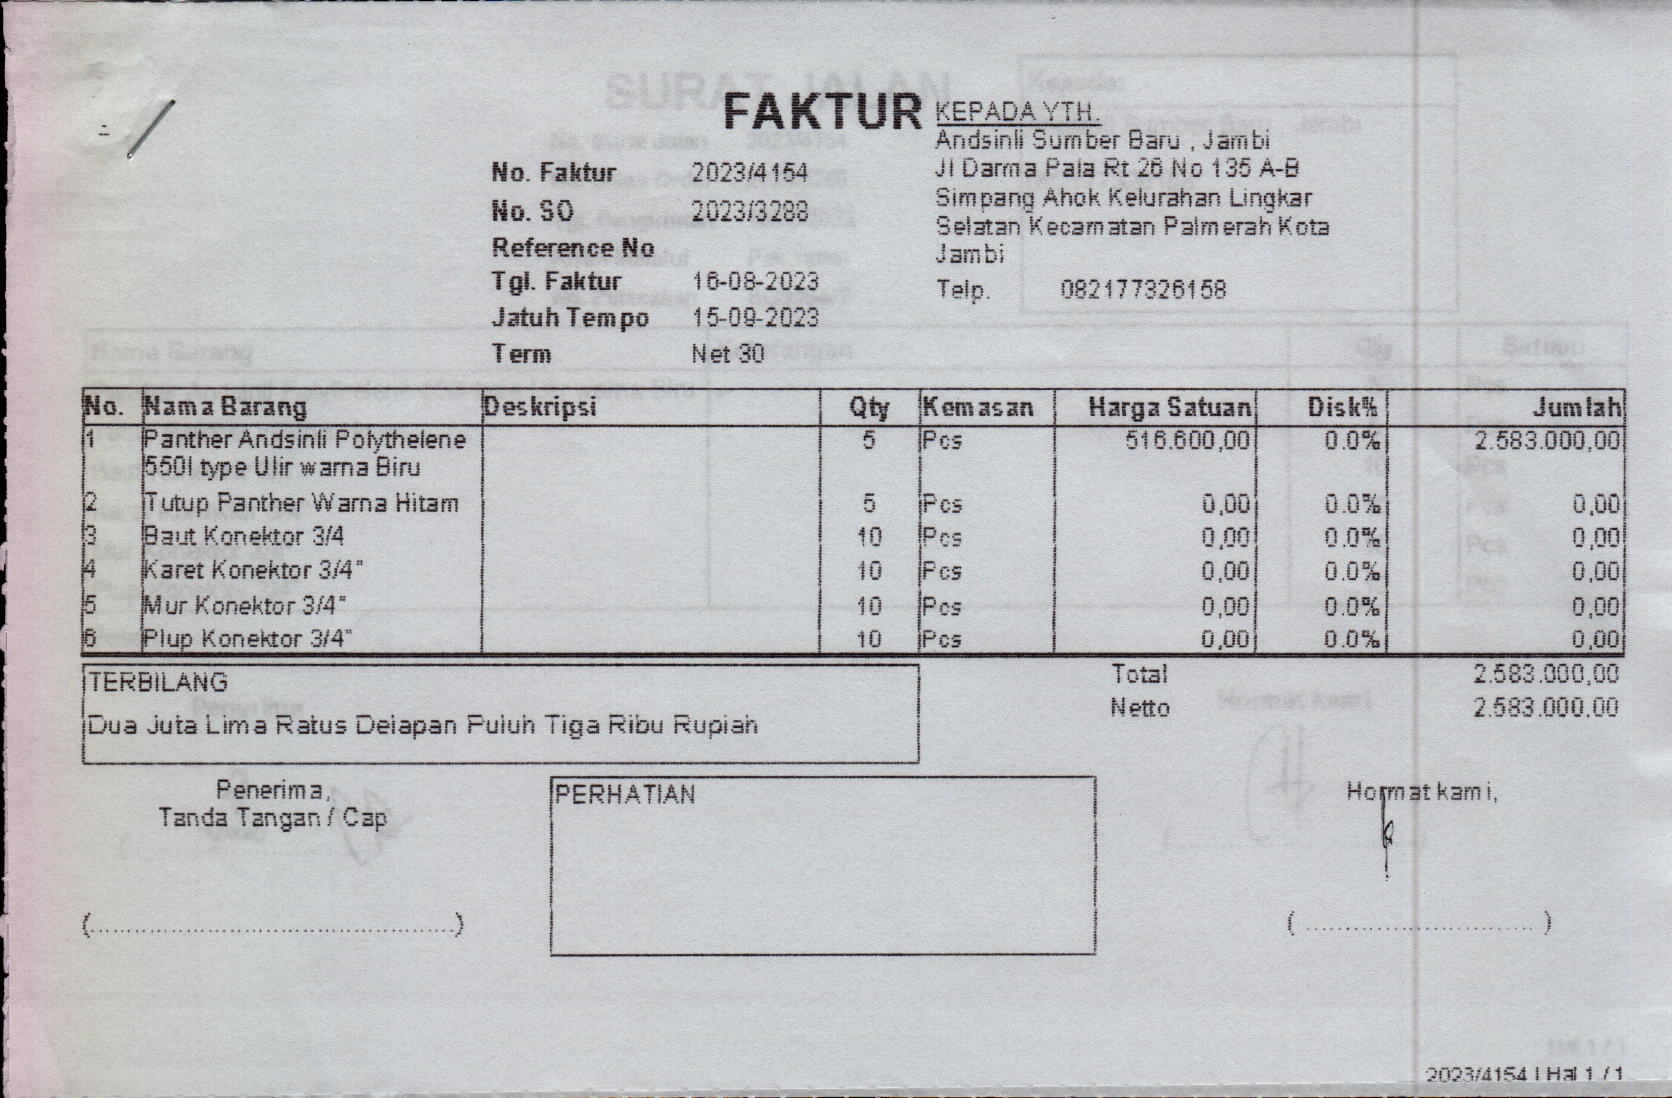 FAKTUR
No. Faktur 2023/4154
No. SO 2023/3288
Reference No
Tgl. Faktur 16-08-2023
Jatuh Tempo 15-09-2023
Term Net 30
KEPADA YTH.
Andsinli Sumber Baru , Jambi
Jl Darma Pala Rt 26 No 135 A-B
Simpang Ahok Kelurahan Lingkar
Selatan Kecamatan Palmerah Kota
Jambi
Telp. 082177326158
No. Nama Barang Deskripsi Qty Kemasan Harga Satuan Disk% Jumlah
1 Panther Andsinli Polythelene 5 Pcs 516.600,00 0.0% 2.583.000,00
550l type Ulir warna Biru
2 Tutup Panther Warna Hitam 5 Pcs 0,00 0.0% 0,00
3 Baut Konektor 3/4 10 Pcs 0,00 0.0% 0,00
4 Karet Konektor 3/4" 10 Pcs 0,00 0.0% 0,00
5 Mur Konektor 3/4" 10 Pcs 0,00 0.0% 0,00
6 Plup Konektor 3/4" 10 Pcs 0,00 0.0% 0,00
TERBILANG
Dua Juta Lima Ratus Delapan Puluh Tiga Ribu Rupiah
Total 2.583.000,00
Netto 2.583.000,00
Penerima,
Tanda Tangan / Cap
PERHATIAN
Hormat kami,
(..............................................)
(..............................)
2023/4154 | Hal 1 / 1